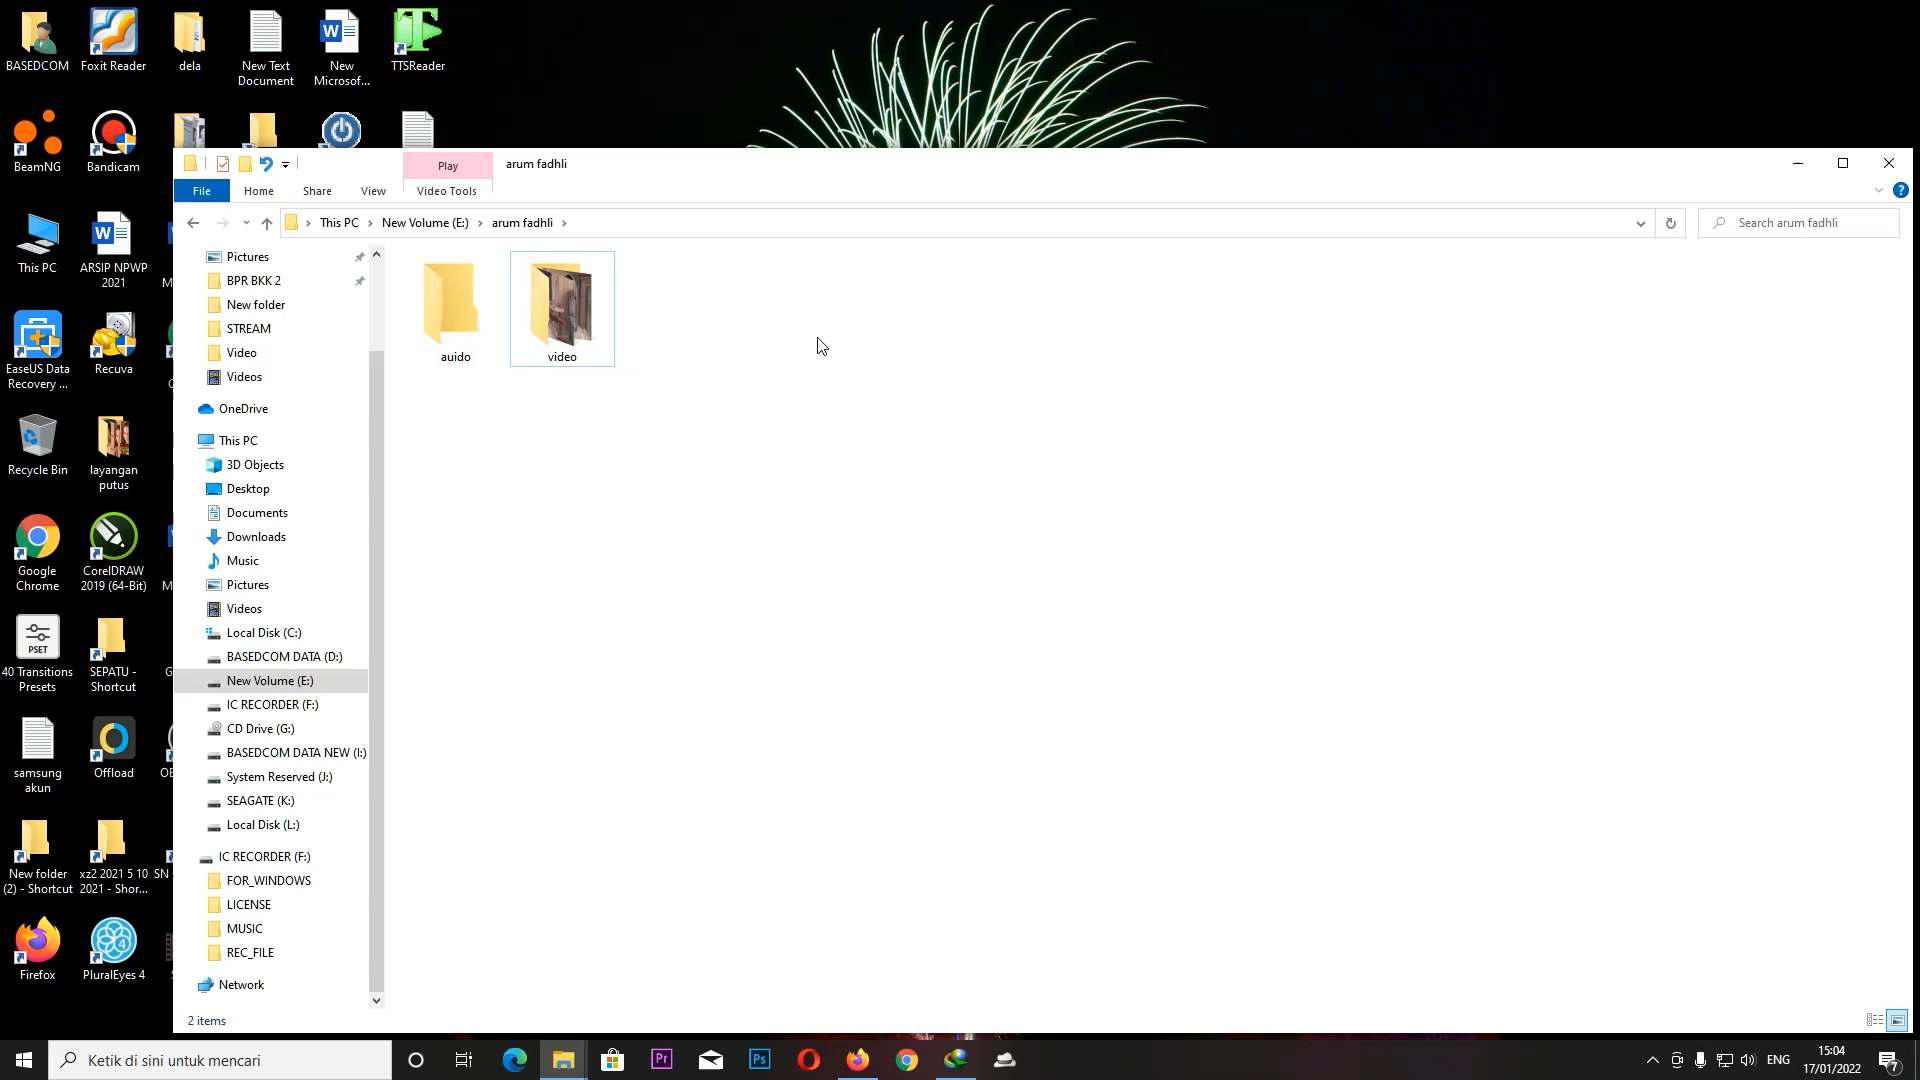 BASEDCOM
Foxit Reader
dela
New Text
Document
New
Microsof...
TTSReader
BeamNG
Bandicam
This PC
ARSIP NPWP
2021
EaseUS Data
Recovery ...
Recuva
Recycle Bin
layangan
putus
Google
Chrome
CorelDRAW
2019 (64-Bit)
PSET
40 Transitions
Presets
SEPATU -
Shortcut
samsung
akun
Offload
New folder
(2) - Shortcut
xz2 2021 5 10
2021 - Shor...
SN
Firefox
PluralEyes 4
Play
arum fadhli
File
Home
Share
View
Video Tools
This PC
New Volume (E:)
arum fadhli
Search arum fadhli
Pictures
BPR BKK 2
New folder
STREAM
Video
Videos
OneDrive
This PC
3D Objects
Desktop
Documents
Downloads
Music
Pictures
Videos
Local Disk (C:)
BASEDCOM DATA (D:)
New Volume (E:)
IC RECORDER (F:)
CD Drive (G:)
BASEDCOM DATA NEW (I:)
System Reserved (J:)
SEAGATE (K:)
Local Disk (L:)
IC RECORDER (F:)
FOR_WINDOWS
LICENSE
MUSIC
REC_FILE
Network
auido
video
2 items
Ketik di sini untuk mencari
Pr
Ps
ENG
15:04
17/01/2022
7